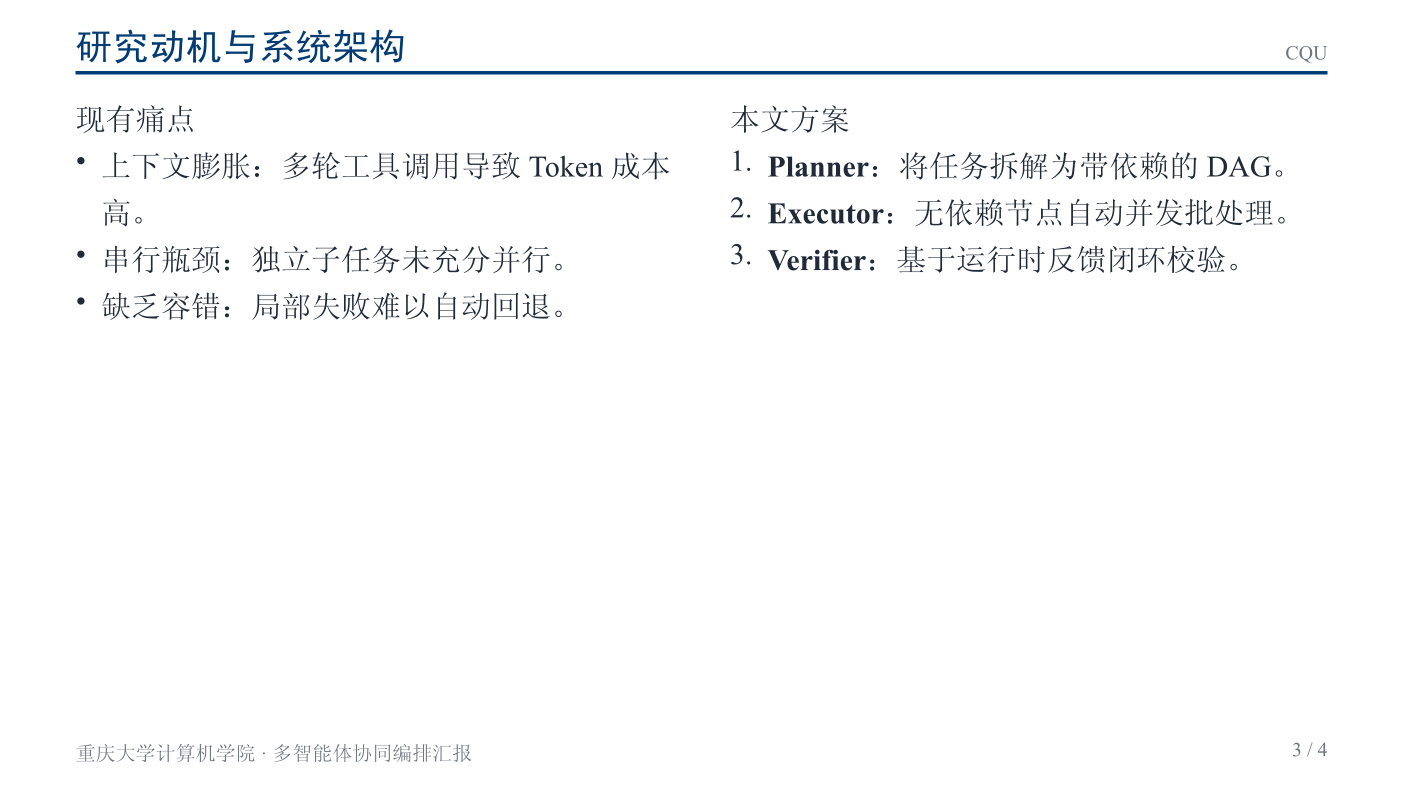 研究动机与系统架构
CQU
现有痛点
• 上下文膨胀：多轮工具调用导致 Token 成本
高。
• 串行瓶颈：独立子任务未充分并行。
• 缺乏容错：局部失败难以自动回退。
本文方案
1. Planner：将任务拆解为带依赖的 DAG。
2. Executor：无依赖节点自动并发批处理。
3. Verifier：基于运行时反馈闭环校验。
重庆大学计算机学院 · 多智能体协同编排汇报
3 / 4